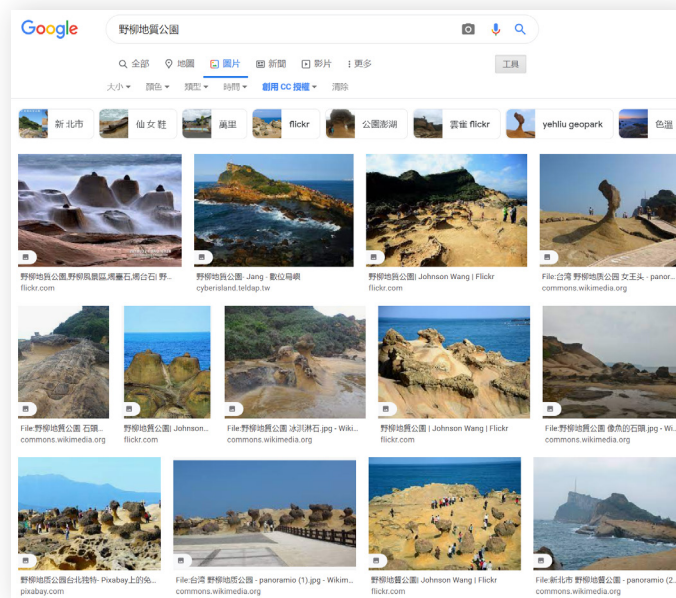 Google
野柳地質公園
全部 地圖 圖片 新聞 影片 更多 工具
大小 顏色 類型 時間 創用 CC 授權 清除
新北市 仙女鞋 萬里 flickr 公園澎湖 雲雀 flickr yehliu geopark 色溫
野柳地質公園,野柳風景區,燭臺石,燭台石| 野...
flickr.com
野柳地質公園- Jang - 數位島嶼
cyberisland.teldap.tw
野柳地質公園| Johnson Wang | Flickr
flickr.com
File:台湾 野柳地质公园 女王头 - panor...
commons.wikimedia.org
File:野柳地質公園 石頭...
commons.wikimedia.org
野柳地質公園| Johnson...
flickr.com
File:野柳地質公園 冰淇淋石.jpg - Wiki...
commons.wikimedia.org
野柳地質公園 | Johnson Wang | Flickr
flickr.com
File:野柳地質公園 像魚的石頭.jpg - Wi...
commons.wikimedia.org
野柳地质公园台北独特- Pixabay上的免...
pixabay.com
File:台湾 野柳地质公园 - panoramio (1).jpg - Wikim...
commons.wikimedia.org
野柳地質公園| Johnson Wang | Flickr
flickr.com
File:新北市 野柳地質公園 - panoramio (2...
commons.wikimedia.org